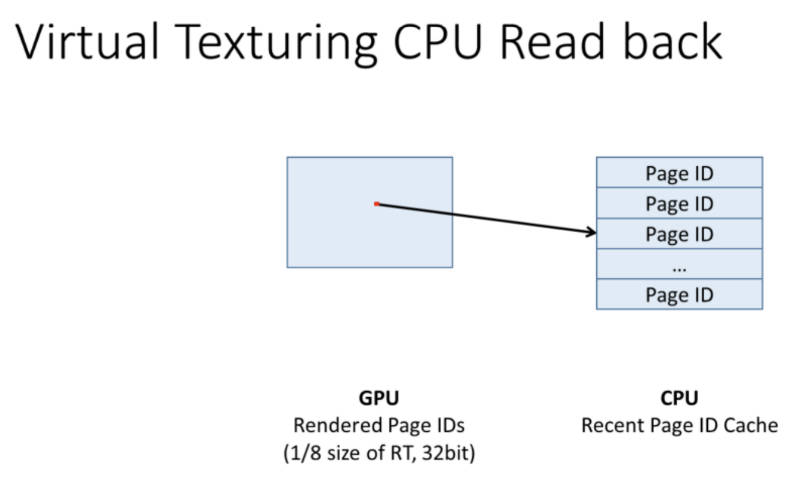 Virtual Texturing CPU Read back
Page ID
Page ID
Page ID
...
Page ID
GPU
Rendered Page IDs
(1/8 size of RT, 32bit)
CPU
Recent Page ID Cache